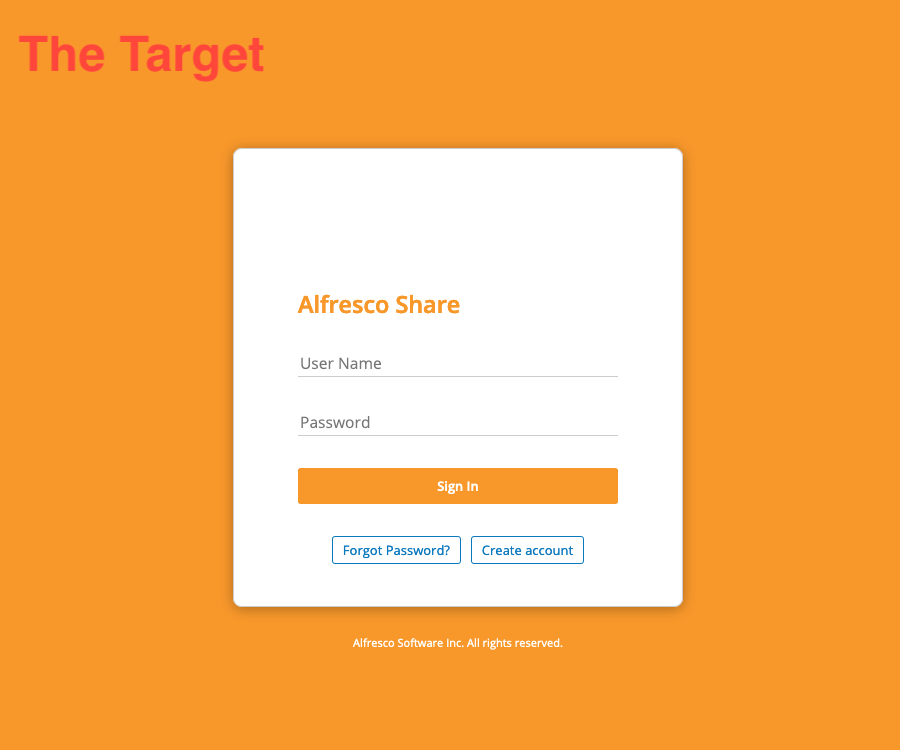 The Target
Alfresco Share
User Name
Password
Sign In
Forgot Password? Create account
Alfresco Software Inc. All rights reserved.